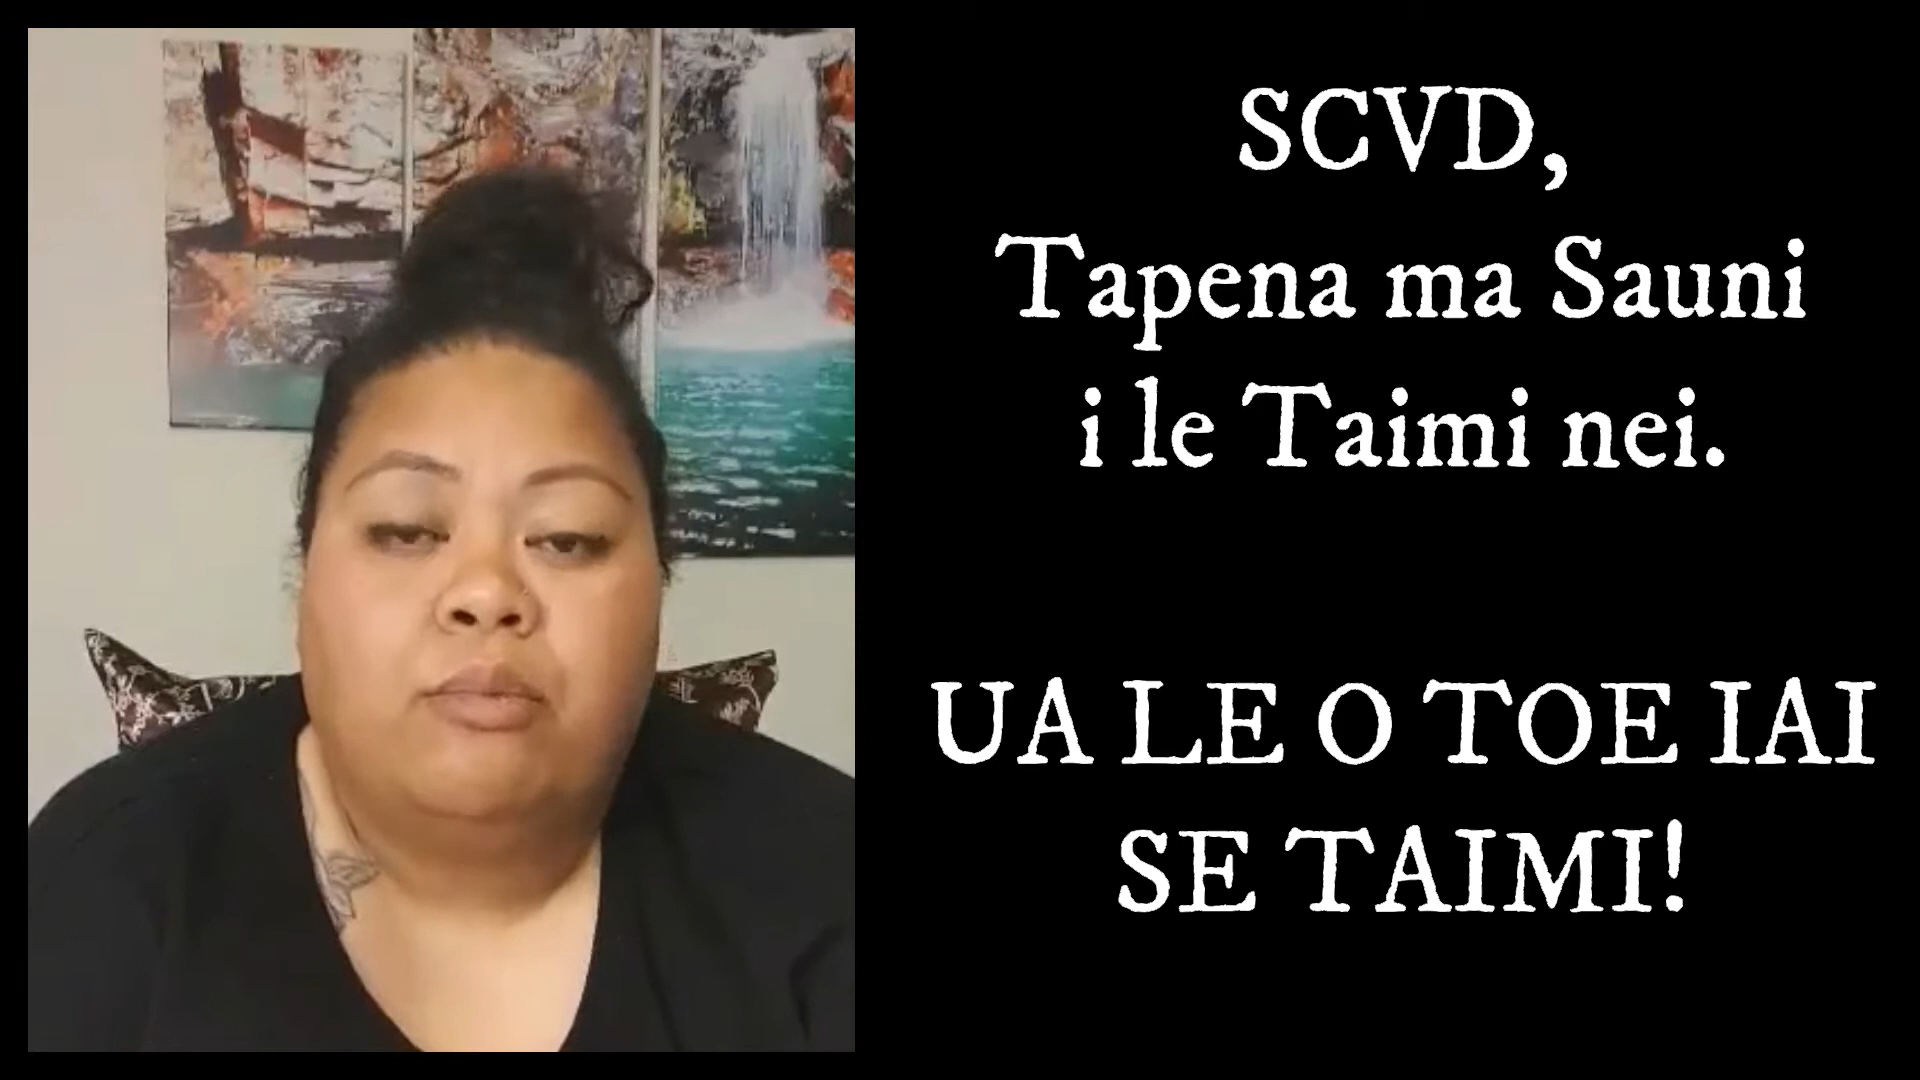 SCVD,
Tapena ma Sauni
i le Taimi nei.
UA LE O TOE IAI
SE TAIMI!